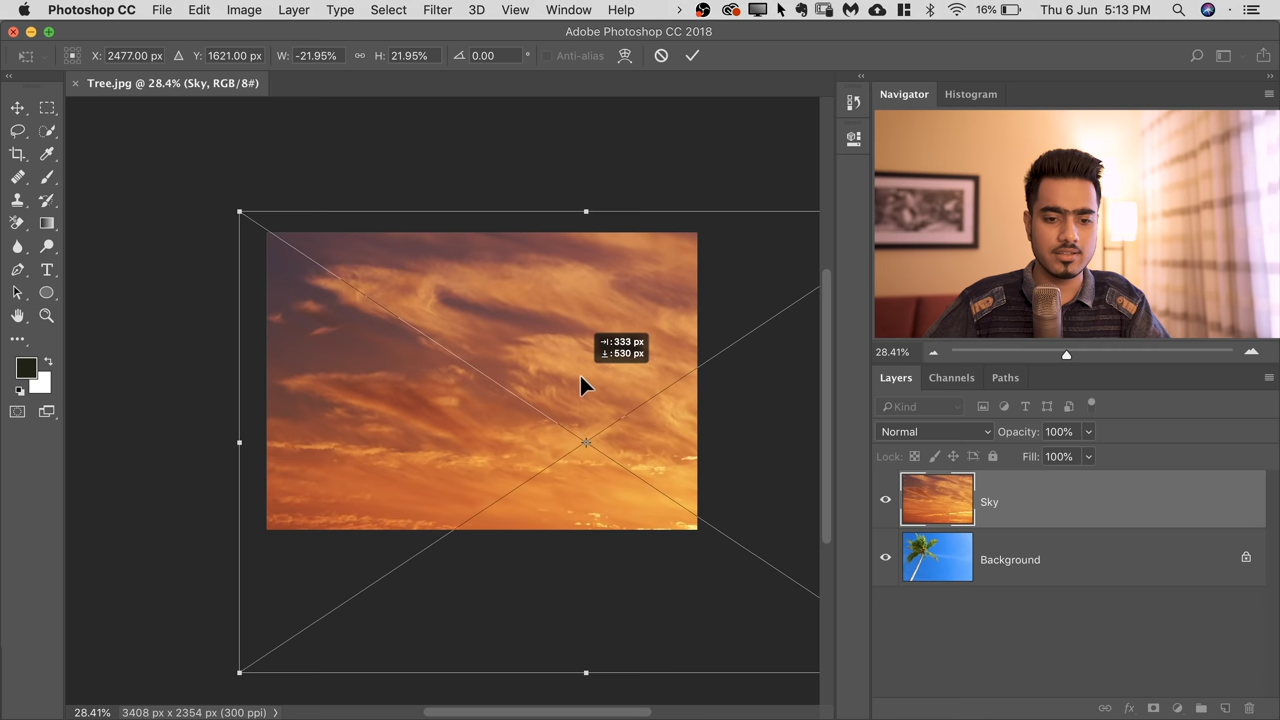 Photoshop CC File Edit Image Layer Type Select Filter 3D View Window Help 16% Thu 6 Jun 5:13 PM
Adobe Photoshop CC 2018
X: 2477.00 px Y: 1621.00 px W: -21.95% H: 21.95% 0.00 ° Anti-alias
Tree.jpg @ 28.4% (Sky, RGB/8#)
Navigator Histogram
333 px
530 px
28.41%
Layers Channels Paths
Kind
Normal Opacity: 100%
Lock: Fill: 100%
Sky
Background
28.41% 3408 px x 2354 px (300 ppi)